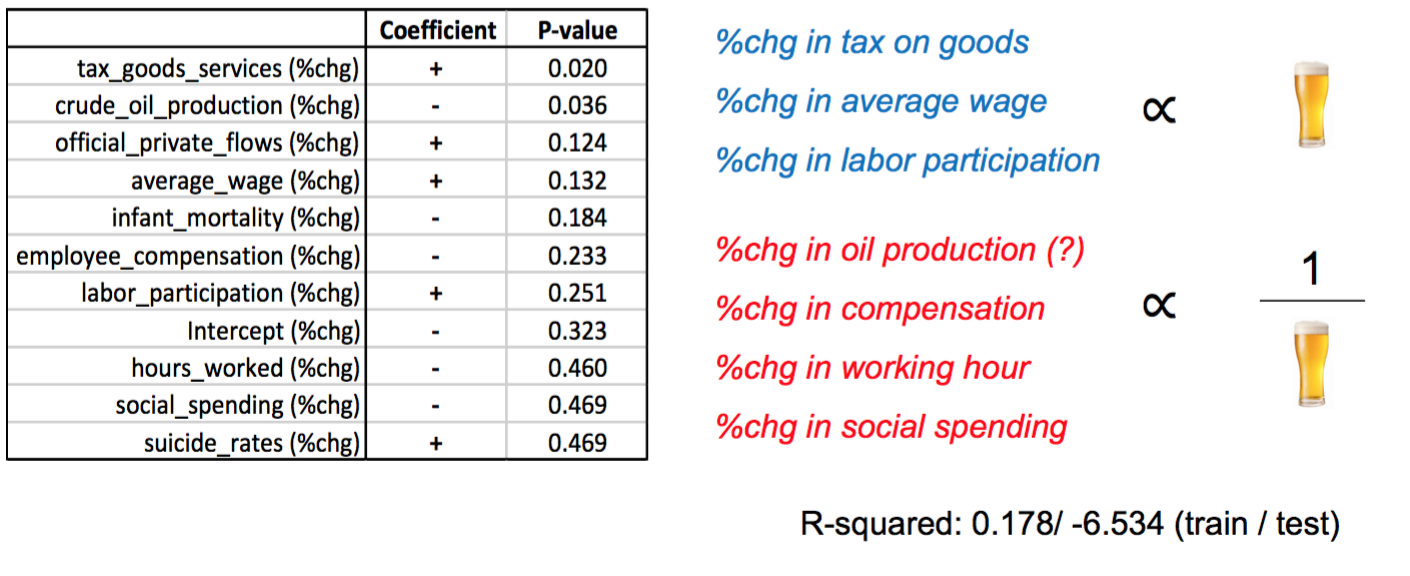 Coefficient P-value
tax_goods_services (%chg) + 0.020
crude_oil_production (%chg) - 0.036
official_private_flows (%chg) + 0.124
average_wage (%chg) + 0.132
infant_mortality (%chg) - 0.184
employee_compensation (%chg) - 0.233
labor_participation (%chg) + 0.251
Intercept (%chg) - 0.323
hours_worked (%chg) - 0.460
social_spending (%chg) - 0.469
suicide_rates (%chg) + 0.469
%chg in tax on goods
%chg in average wage
%chg in labor participation
∝
%chg in oil production (?)
%chg in compensation
%chg in working hour
%chg in social spending
∝
1
R-squared: 0.178/ -6.534 (train / test)